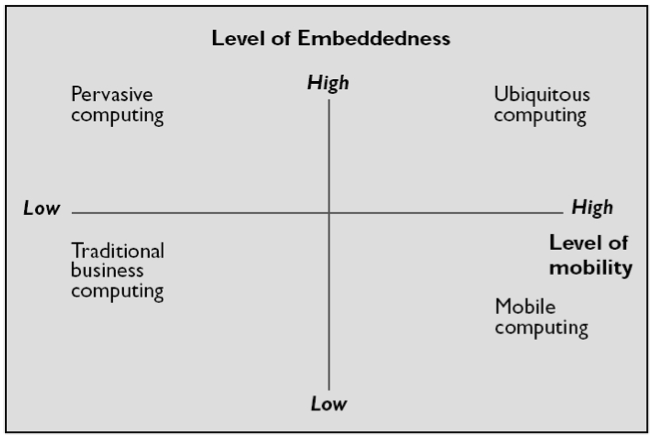 Level of Embeddedness
High
Pervasive
computing
Ubiquitous
computing
Low
High
Traditional
business
computing
Level of
mobility
Mobile
computing
Low